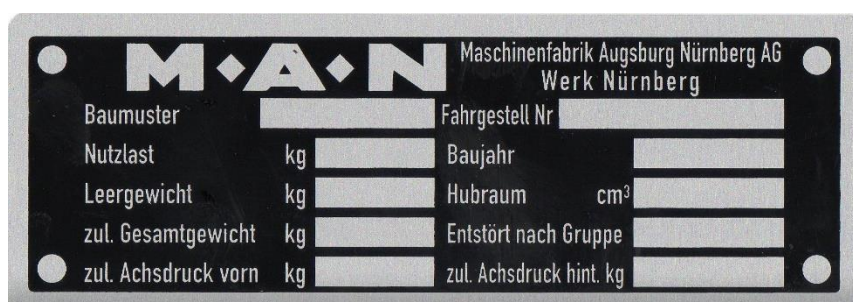 M·A·N Maschinenfabrik Augsburg Nürnberg AG
Werk Nürnberg
Baumuster Fahrgestell Nr
Nutzlast kg Baujahr
Leergewicht kg Hubraum cm³
zul. Gesamtgewicht kg Entstört nach Gruppe
zul. Achsdruck vorn kg zul. Achsdruck hint. kg